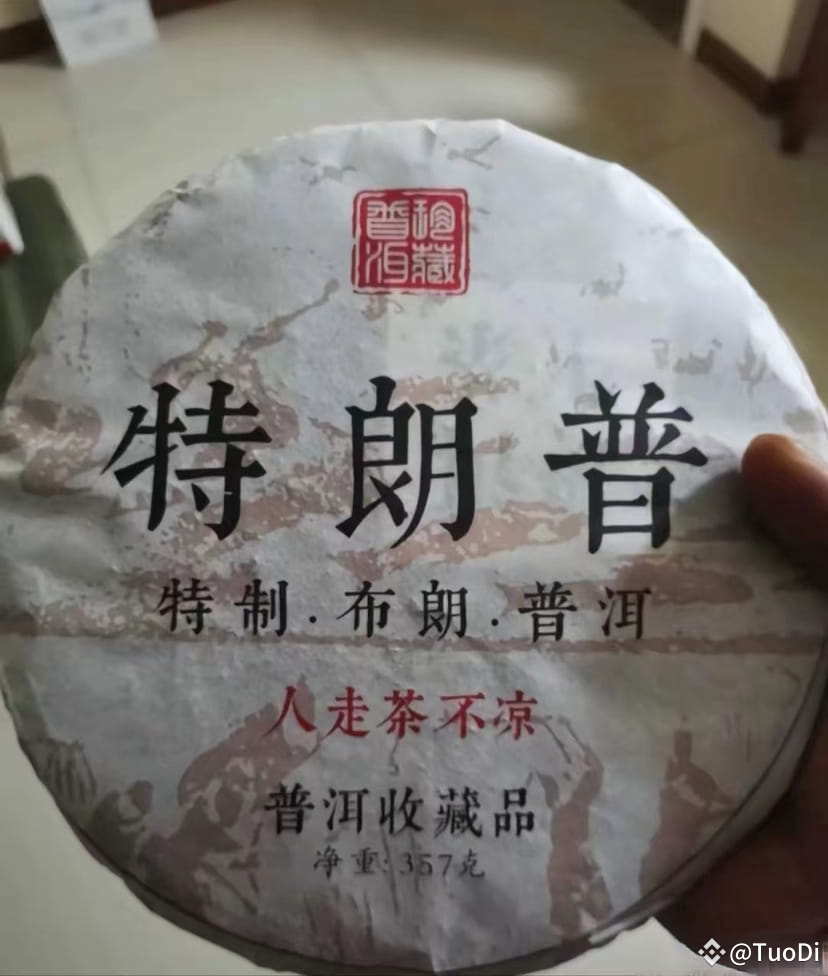 珍藏
普洱
特朗普
特制·布朗·普洱
人走茶不凉
普洱收藏品
净重:357克
@TuoDi